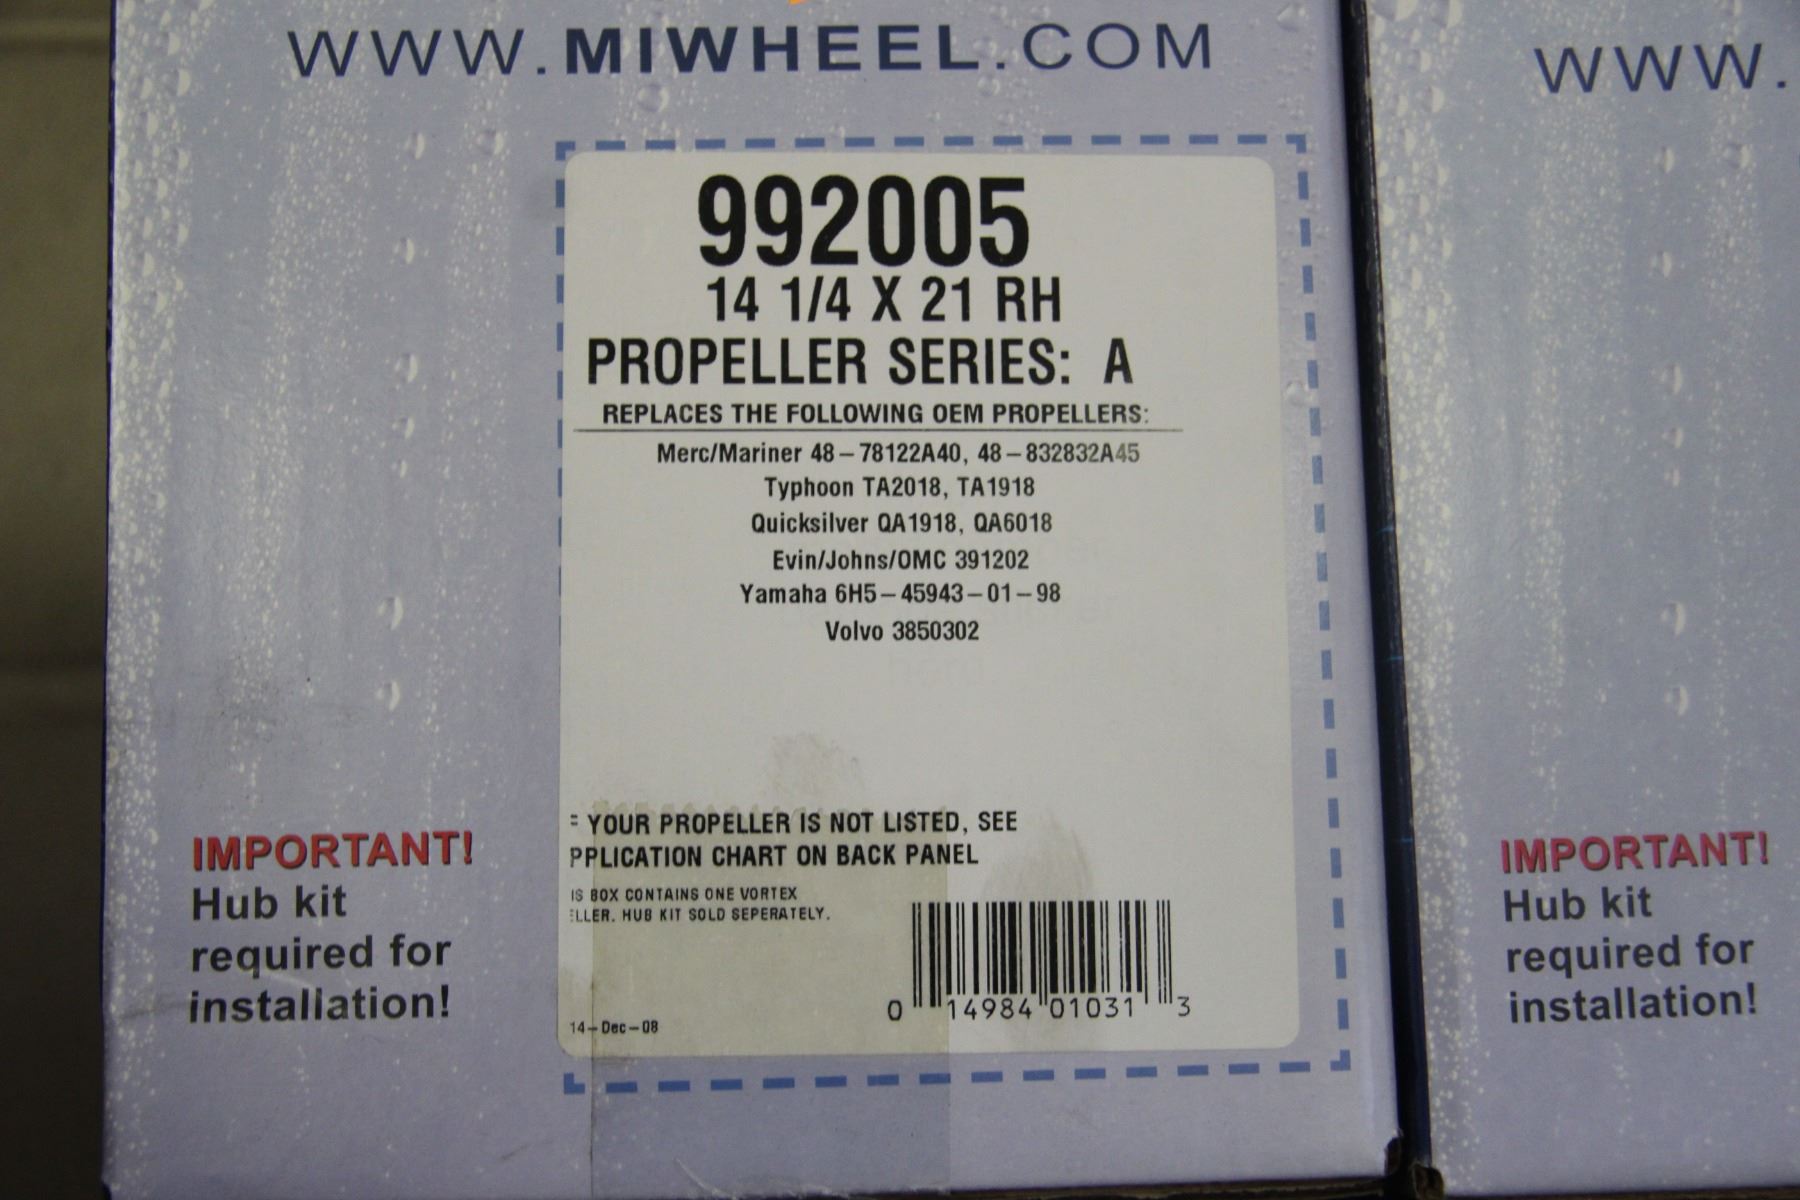 WWW.MIWHEEL.COM
WWW.
992005
14 1/4 X 21 RH
PROPELLER SERIES: A
REPLACES THE FOLLOWING OEM PROPELLERS:
Merc/Mariner 48-78122A40, 48-832832A45
Typhoon TA2018, TA1918
Quicksilver QA1918, QA6018
Evin/Johns/OMC 391202
Yamaha 6H5-45943-01-98
Volvo 3850302
YOUR PROPELLER IS NOT LISTED, SEE
PPLICATION CHART ON BACK PANEL
IS BOX CONTAINS ONE VORTEX
ELLER. HUB KIT SOLD SEPERATELY.
14-Dec-08
0 14984 01031 3
IMPORTANT!
Hub kit
required for
installation!
IMPORTANT!
Hub kit
required for
installation!